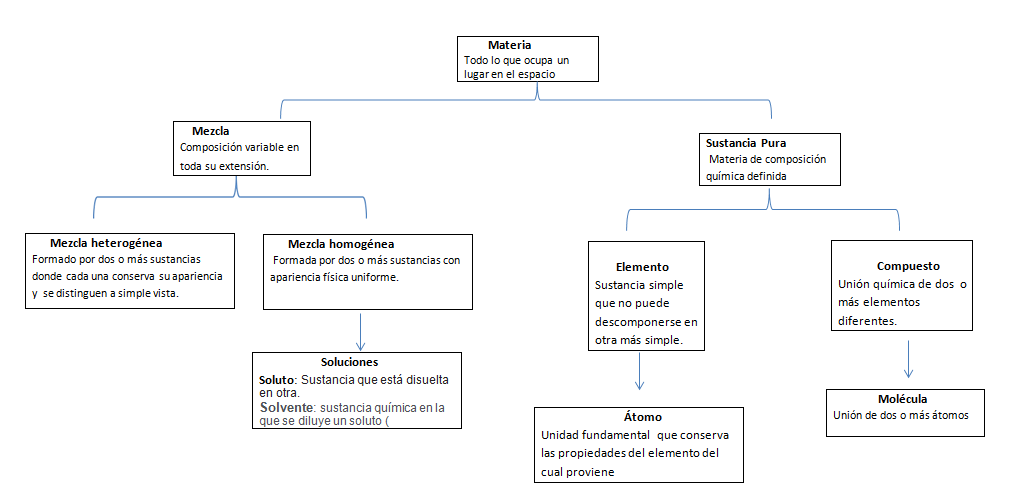 Materia
Todo lo que ocupa un
lugar en el espacio
Mezcla
Composición variable en
toda su extensión.
Sustancia Pura
Materia de composición
química definida
Mezcla heterogénea
Formado por dos o más sustancias
donde cada una conserva su apariencia
y se distinguen a simple vista.
Mezcla homogénea
Formada por dos o más sustancias con
apariencia física uniforme.
Elemento
Sustancia simple
que no puede
descomponerse en
otra más simple.
Compuesto
Unión química de dos o
más elementos
diferentes.
Soluciones
Soluto: Sustancia que está disuelta
en otra.
Solvente: sustancia química en la
que se diluye un soluto (
Átomo
Unidad fundamental que conserva
las propiedades del elemento del
cual proviene
Molécula
Unión de dos o más átomos